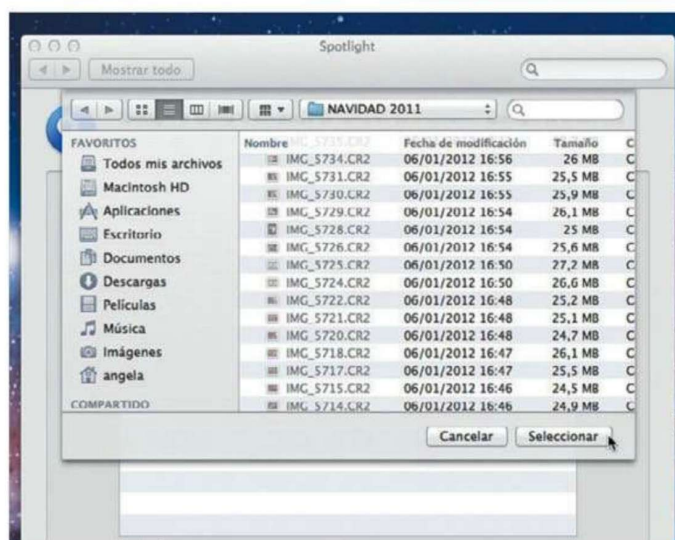 Spotlight
Mostrar todo
NAVIDAD 2011
FAVORITOS
Todos mis archivos
Macintosh HD
Aplicaciones
Escritorio
Documentos
Descargas
Películas
Música
Imágenes
angela
COMPARTIDO
Nombre Fecha de modificación Tamaño C
IMG_5734.CR2 06/01/2012 16:56 26 MB C
IMG_5731.CR2 06/01/2012 16:55 25,5 MB C
IMG_5730.CR2 06/01/2012 16:55 25,9 MB C
IMG_5729.CR2 06/01/2012 16:54 26,1 MB C
IMG_5728.CR2 06/01/2012 16:54 25 MB C
IMG_5726.CR2 06/01/2012 16:54 25,6 MB C
IMG_5725.CR2 06/01/2012 16:50 27,2 MB C
IMG_5724.CR2 06/01/2012 16:50 26,6 MB C
IMG_5722.CR2 06/01/2012 16:48 25,2 MB C
IMG_5721.CR2 06/01/2012 16:48 25,1 MB C
IMG_5720.CR2 06/01/2012 16:48 24,7 MB C
IMG_5718.CR2 06/01/2012 16:47 26,1 MB C
IMG_5717.CR2 06/01/2012 16:47 25,5 MB C
IMG_5715.CR2 06/01/2012 16:46 24,5 MB C
IMG_5714.CR2 06/01/2012 16:46 24,9 MB C
Cancelar Seleccionar